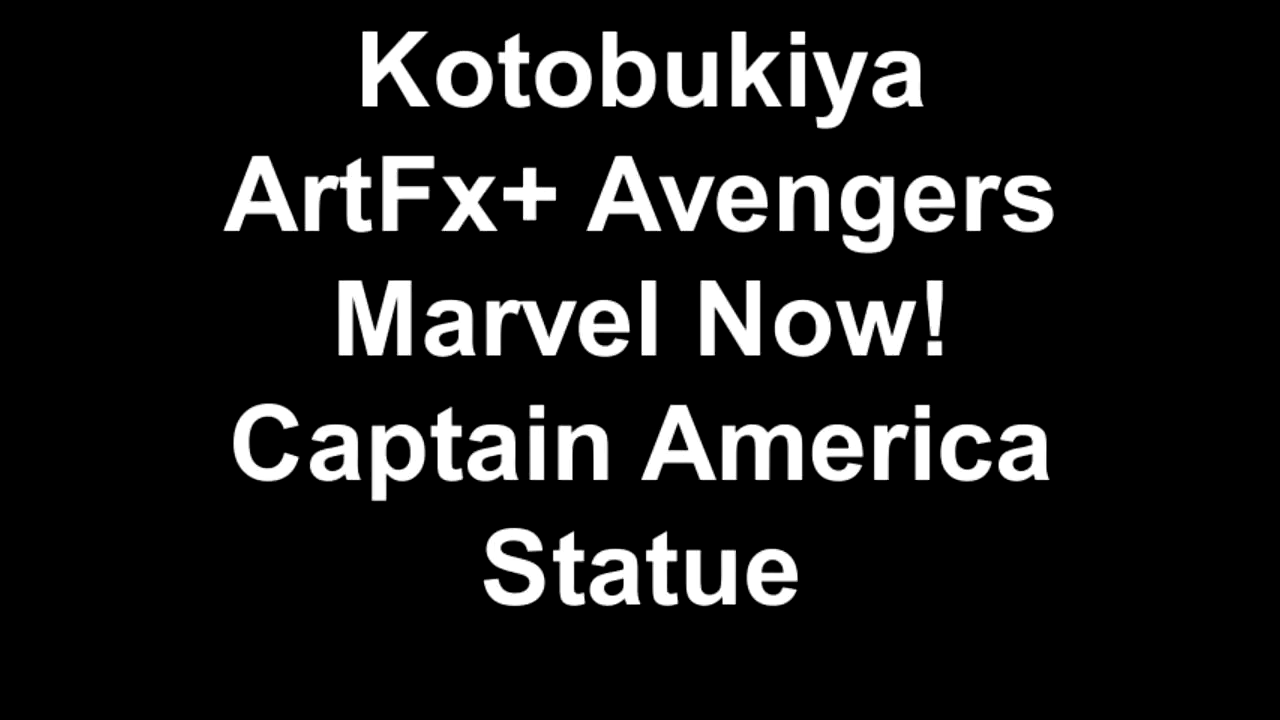 Kotobukiya
ArtFx+ Avengers
Marvel Now!
Captain America
Statue